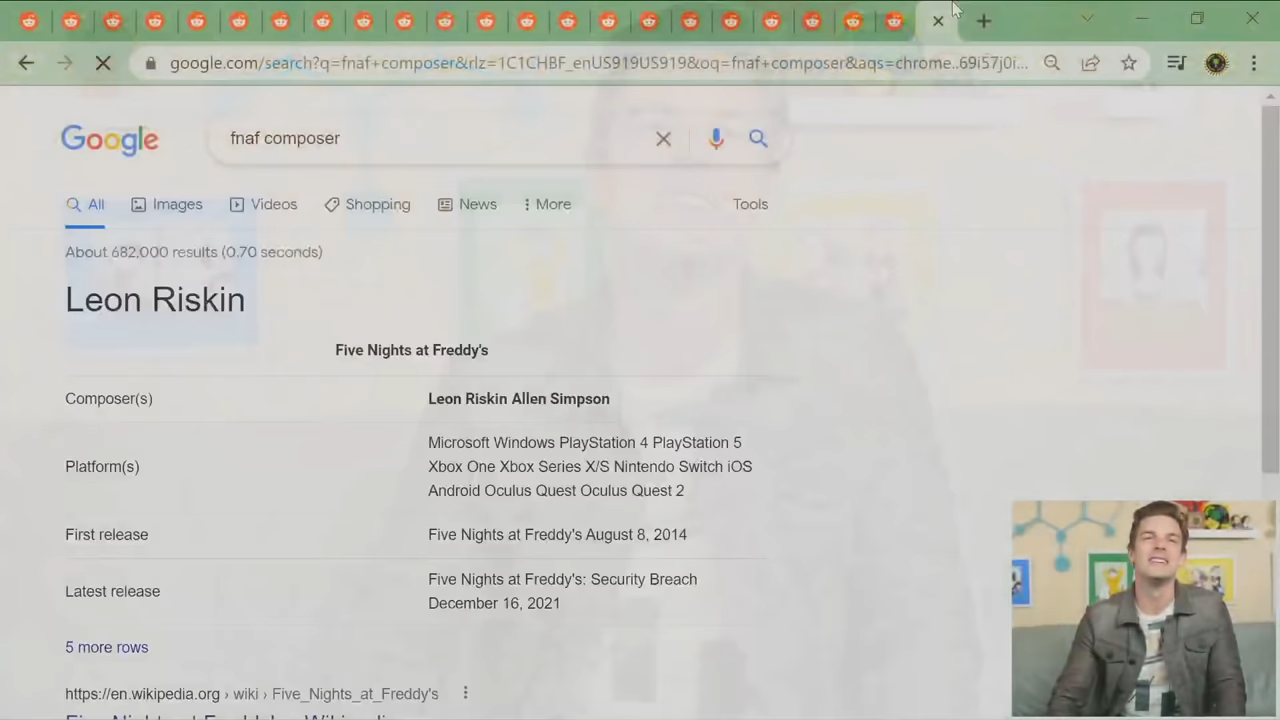 google.com/search?q=fnaf+composer&rlz=1C1CHBF_enUS919US919&oq=fnaf+composer&aqs=chrome..69i57j0i...
Google
fnaf composer
All Images Videos Shopping News More Tools
About 682,000 results (0.70 seconds)
Leon Riskin
Five Nights at Freddy's
Composer(s) Leon Riskin Allen Simpson
Microsoft Windows PlayStation 4 PlayStation 5
Platform(s) Xbox One Xbox Series X/S Nintendo Switch iOS
Android Oculus Quest Oculus Quest 2
First release Five Nights at Freddy's August 8, 2014
Latest release Five Nights at Freddy's: Security Breach
December 16, 2021
5 more rows
https://en.wikipedia.org › wiki › Five_Nights_at_Freddy's